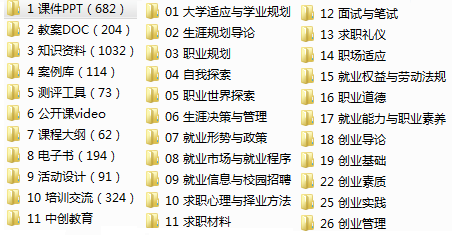 1 课件PPT（682）
2 教案DOC（204）
3 知识资料（1032）
4 案例库（114）
5 测评工具（73）
6 公开课video
7 课程大纲（62）
8 电子书（194）
9 活动设计（91）
10 培训交流（324）
11 中创教育
01 大学适应与学业规划
02 生涯规划导论
03 职业规划
04 自我探索
05 职业世界探索
06 生涯决策与管理
07 就业形势与政策
08 就业市场与就业程序
09 就业信息与校园招聘
10 求职心理与择业方法
11 求职材料
12 面试与笔试
13 求职礼仪
14 职场适应
15 就业权益与劳动法规
16 职业道德
17 就业能力与职业素养
18 创业导论
19 创业基础
22 创业素质
25 创业实践
26 创业管理